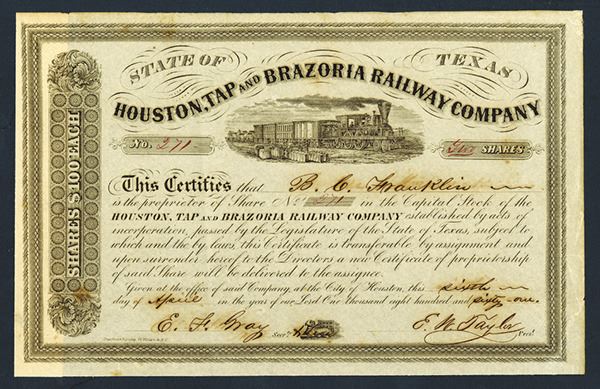 STATE OF TEXAS
HOUSTON, TAP AND BRAZORIA RAILWAY COMPANY
No. 271
SHARES
SHARES $100 EACH
This Certifies that B. C. Franklin
is the proprietor of Share No. 271 in the Capital Stock of the
HOUSTON, TAP AND BRAZORIA RAILWAY COMPANY established by acts of
incorporation, passed by the Legislature of the State of Texas, subject to
which and the by laws, this Certificate is transferable by assignment and
upon surrender hereof to the Directors a new Certificate of proprietorship
of said Share will be delivered to the assignee.
Given at the office of said Company, at the City of Houston, this sixth
day of April in the year of our Lord One thousand eight hundred and sixty one.
E. F. Gray Secy. E. W. Taylor Prest.